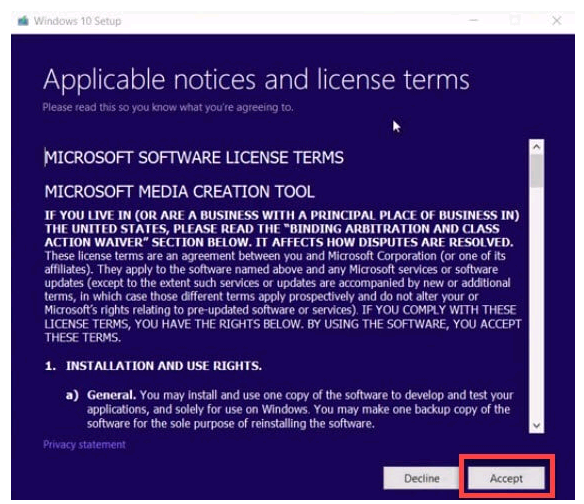 Windows 10 Setup
Applicable notices and license terms
Please read this so you know what you're agreeing to.
MICROSOFT SOFTWARE LICENSE TERMS
MICROSOFT MEDIA CREATION TOOL
IF YOU LIVE IN (OR ARE A BUSINESS WITH A PRINCIPAL PLACE OF BUSINESS IN)
THE UNITED STATES, PLEASE READ THE “BINDING ARBITRATION AND CLASS
ACTION WAIVER” SECTION BELOW. IT AFFECTS HOW DISPUTES ARE RESOLVED.
These license terms are an agreement between you and Microsoft Corporation (or one of its
affiliates). They apply to the software named above and any Microsoft services or software
updates (except to the extent such services or updates are accompanied by new or additional
terms, in which case those different terms apply prospectively and do not alter your or
Microsoft’s rights relating to pre-updated software or services). IF YOU COMPLY WITH THESE
LICENSE TERMS, YOU HAVE THE RIGHTS BELOW. BY USING THE SOFTWARE, YOU ACCEPT
THESE TERMS.
1. INSTALLATION AND USE RIGHTS.
a) General. You may install and use one copy of the software to develop and test your
applications, and solely for use on Windows. You may make one backup copy of the
software for the sole purpose of reinstalling the software.
Privacy statement
Decline Accept